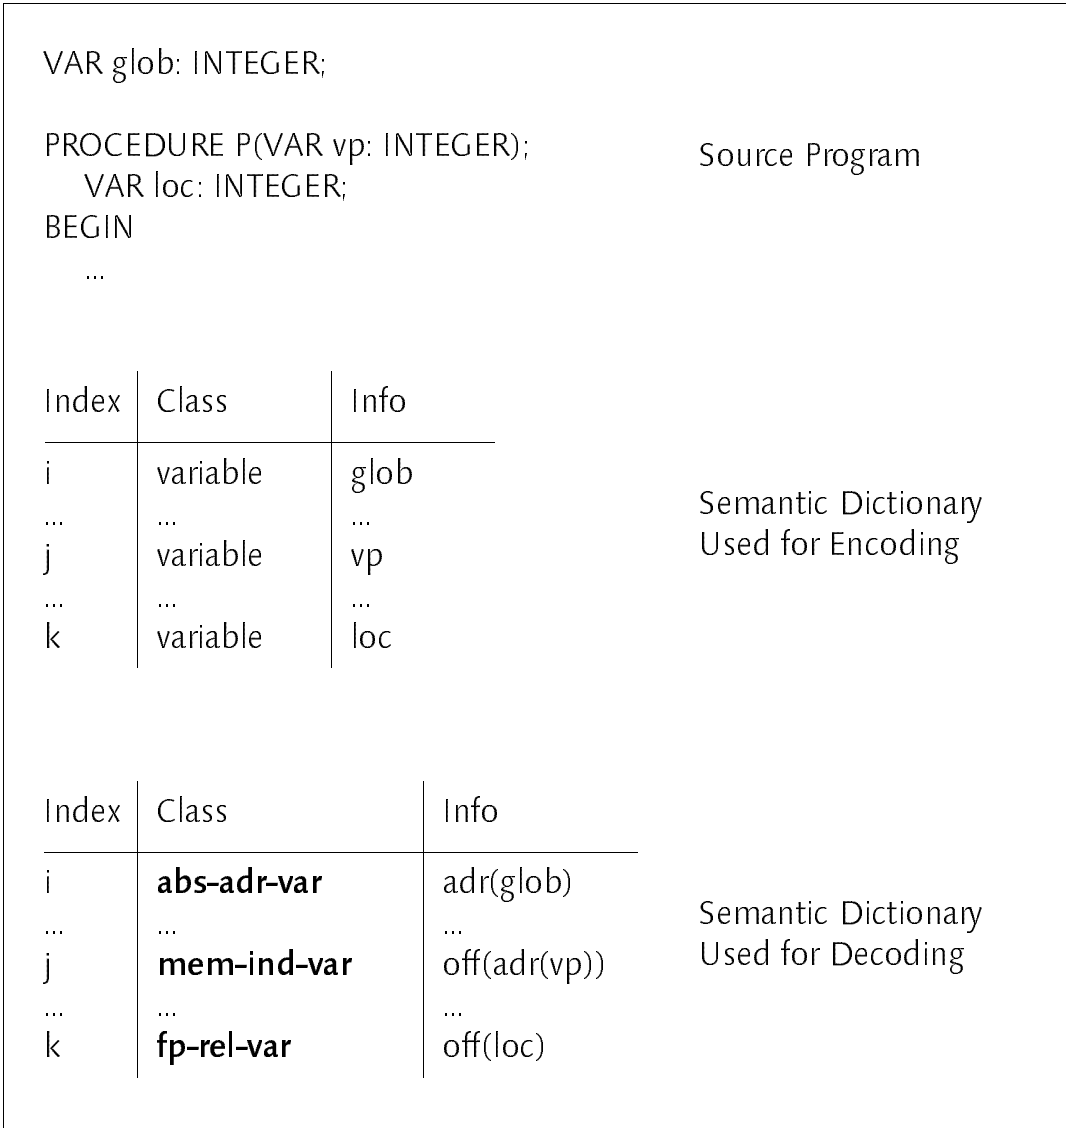 VAR glob: INTEGER;
PROCEDURE P(VAR vp: INTEGER);
VAR loc: INTEGER;
BEGIN
...
Source Program
Index Class Info
i variable glob
... ... ...
j variable vp
... ... ...
k variable loc
Semantic Dictionary
Used for Encoding
Index Class Info
i abs-adr-var adr(glob)
... ... ...
j mem-ind-var off(adr(vp))
... ... ...
k fp-rel-var off(loc)
Semantic Dictionary
Used for Decoding